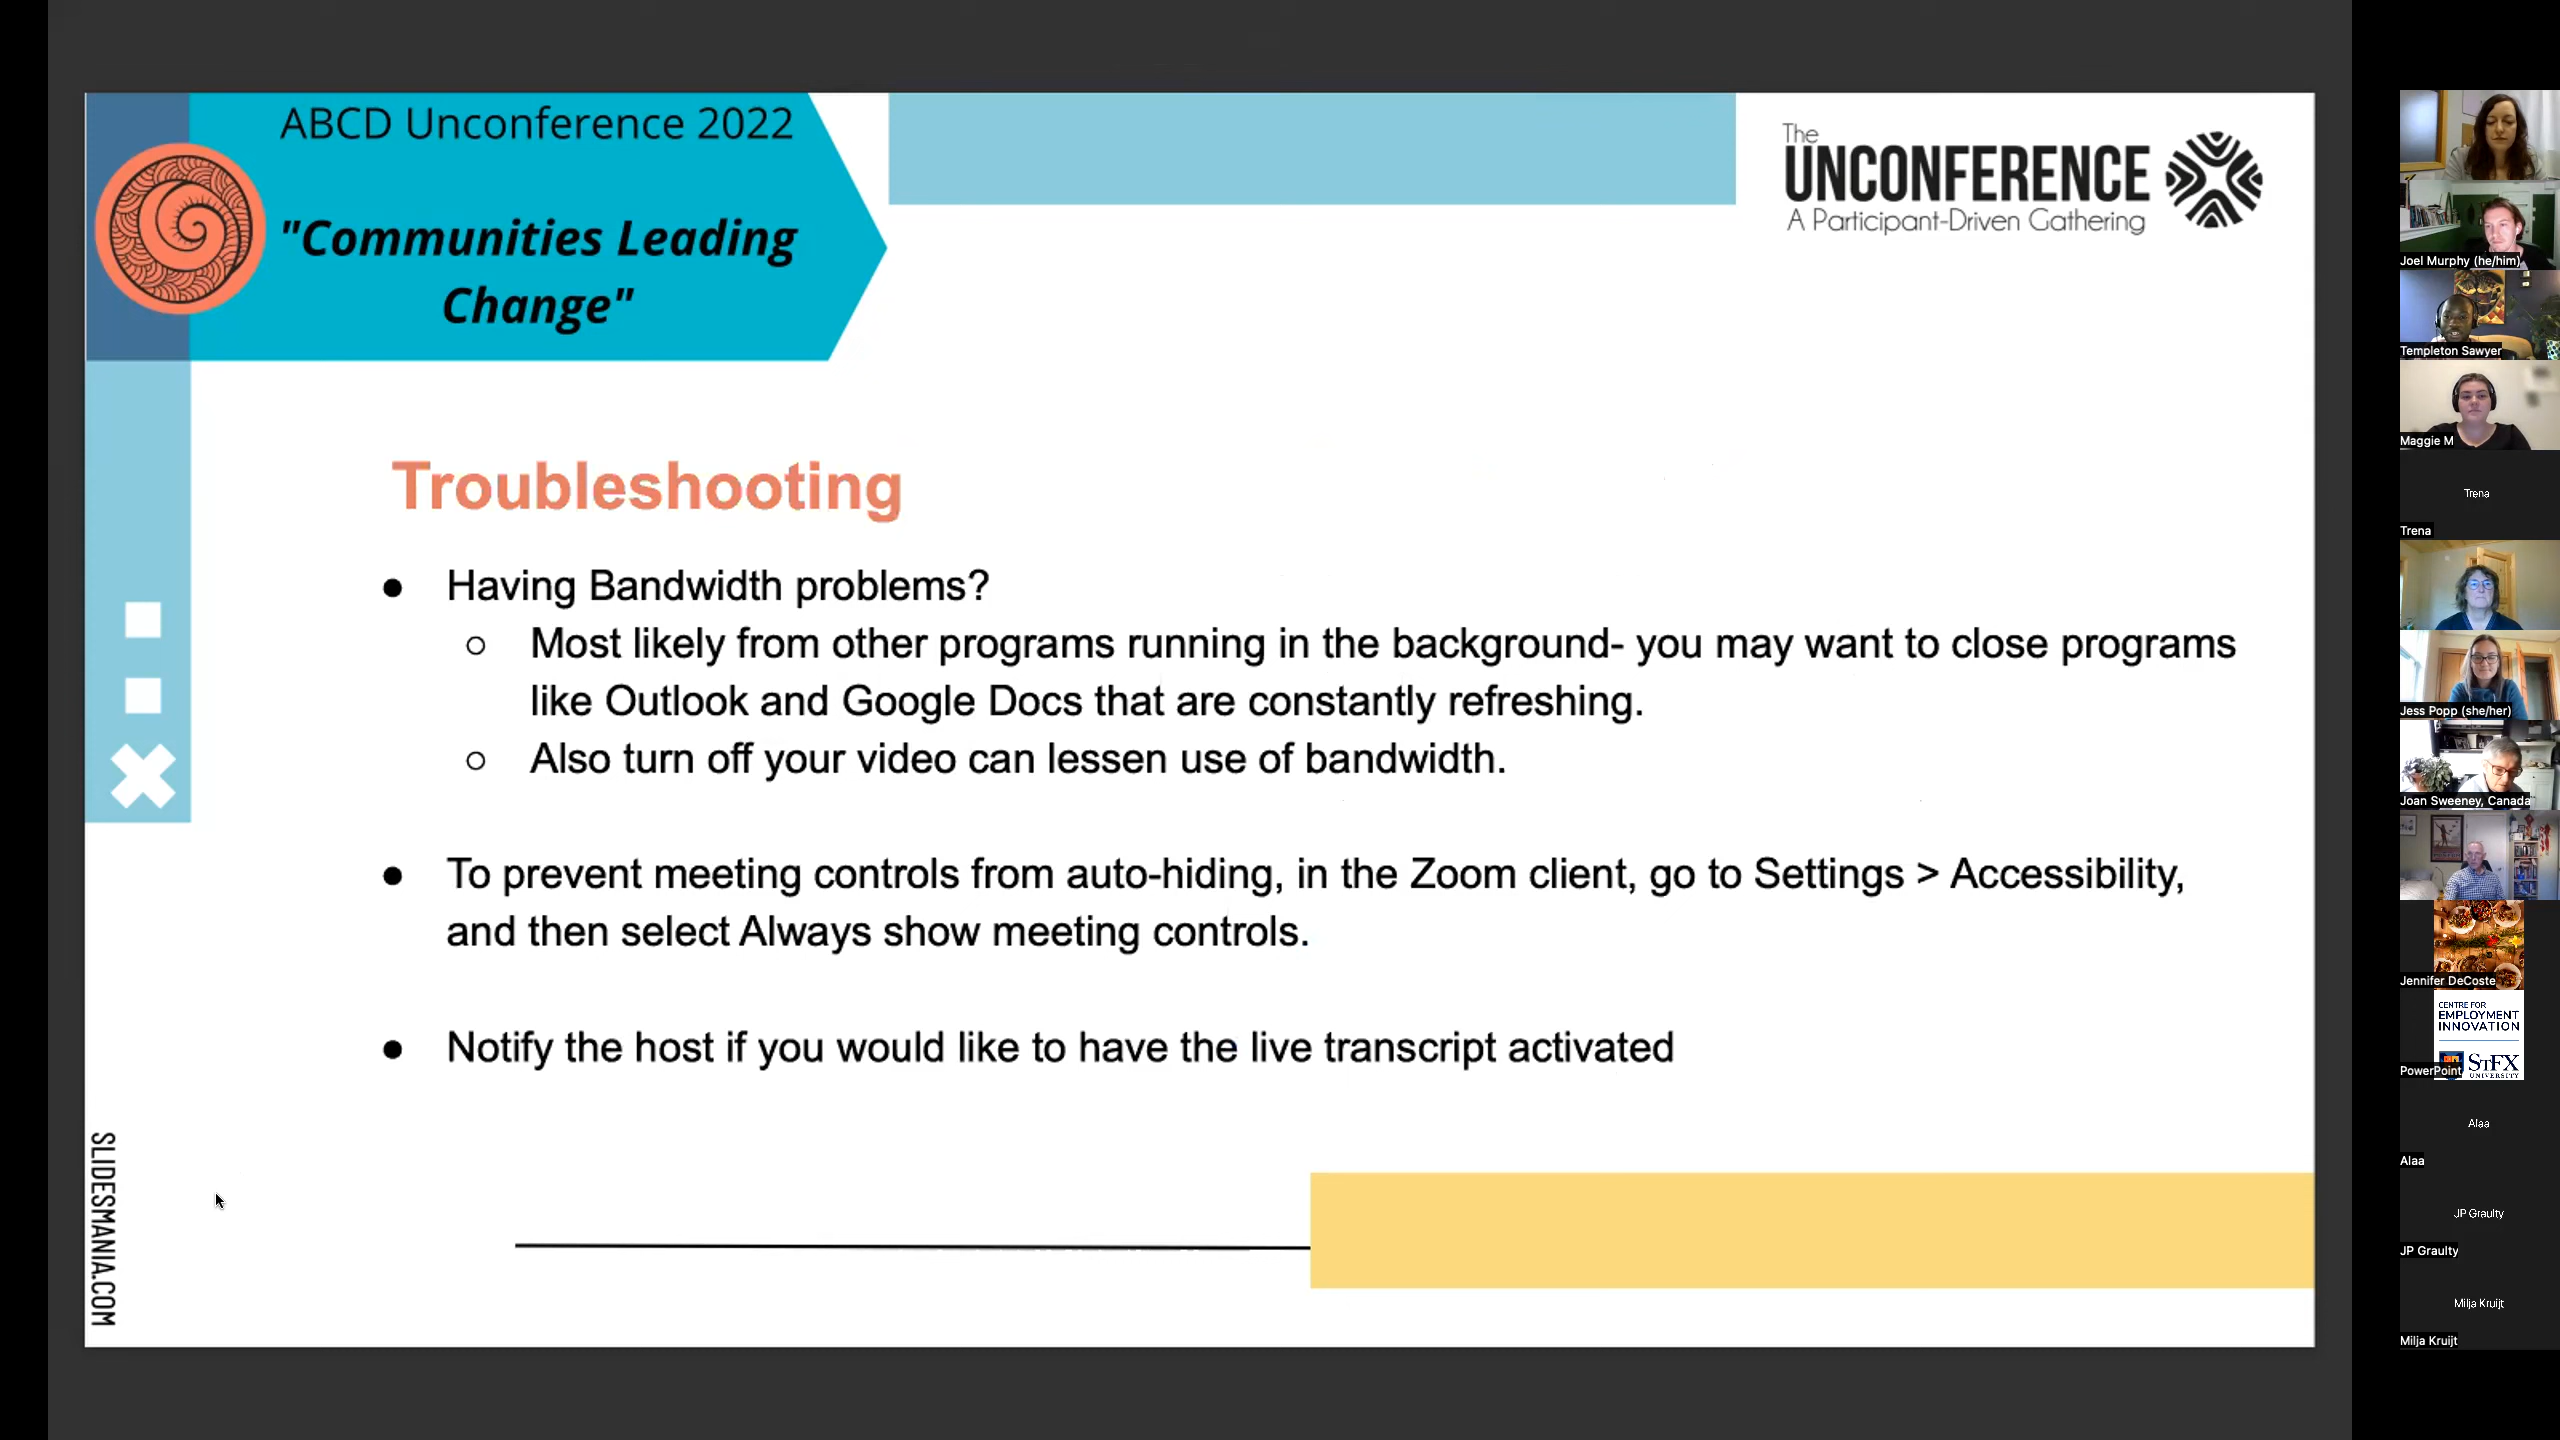 ABCD Unconference 2022
"Communities Leading
Change"
The
UNCONFERENCE
A Participant-Driven Gathering
Troubleshooting
● Having Bandwidth problems?
○ Most likely from other programs running in the background- you may want to close programs
like Outlook and Google Docs that are constantly refreshing.
○ Also turn off your video can lessen use of bandwidth.
● To prevent meeting controls from auto-hiding, in the Zoom client, go to Settings > Accessibility,
and then select Always show meeting controls.
● Notify the host if you would like to have the live transcript activated
SLIDESMANIA.COM
Joel Murphy (he/him)
Templeton Sawyer
Maggie M
Trena
Trena
Jess Popp (she/her)
Joan Sweeney, Canada
Jennifer DeCoste
CENTRE FOR
EMPLOYMENT
INNOVATION
STFX
UNIVERSITY
PowerPoint
Alaa
Alaa
JP Graulty
JP Graulty
Milja Kruijt
Milja Kruijt